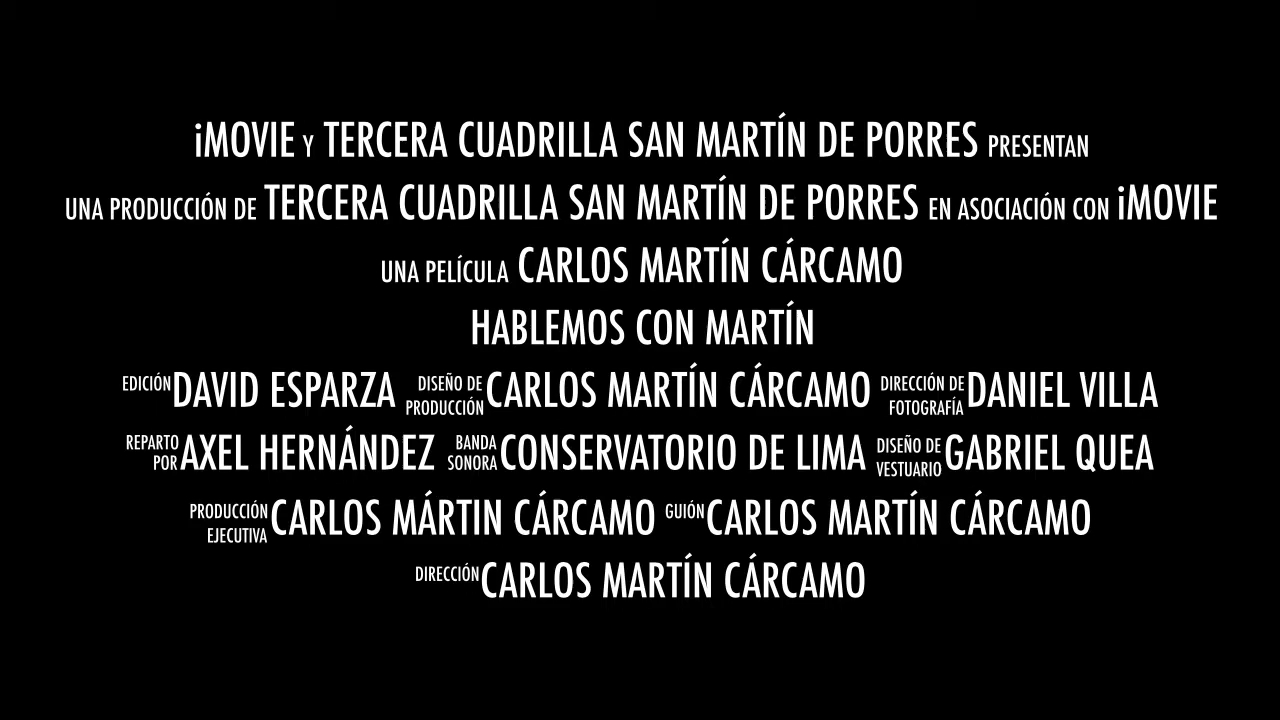 iMOVIE Y TERCERA CUADRILLA SAN MARTÍN DE PORRES PRESENTAN
UNA PRODUCCIÓN DE TERCERA CUADRILLA SAN MARTÍN DE PORRES EN ASOCIACIÓN CON iMOVIE
UNA PELÍCULA CARLOS MARTÍN CÁRCAMO
HABLEMOS CON MARTÍN
EDICIÓN DAVID ESPARZA DISEÑO DE PRODUCCIÓN CARLOS MARTÍN CÁRCAMO DIRECCIÓN DE FOTOGRAFÍA DANIEL VILLA
REPARTO POR AXEL HERNÁNDEZ BANDA SONORA CONSERVATORIO DE LIMA DISEÑO DE VESTUARIO GABRIEL QUEA
PRODUCCIÓN EJECUTIVA CARLOS MÁRTIN CÁRCAMO GUIÓN CARLOS MARTÍN CÁRCAMO
DIRECCIÓN CARLOS MARTÍN CÁRCAMO